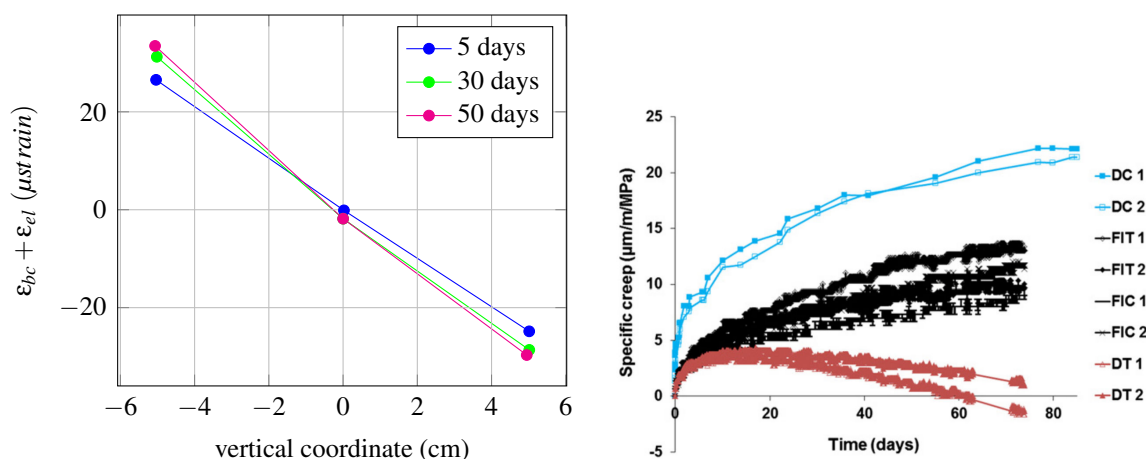 20
0
−20
ε_bc + ε_el (μstrain)
−6 −4 −2 0 2 4 6
vertical coordinate (cm)
5 days
30 days
50 days
25
20
15
10
5
0
-5
Specific creep (μm/m/MPa)
0 20 40 60 80
Time (days)
DC 1
DC 2
FIT 1
FIT 2
FIC 1
FIC 2
DT 1
DT 2